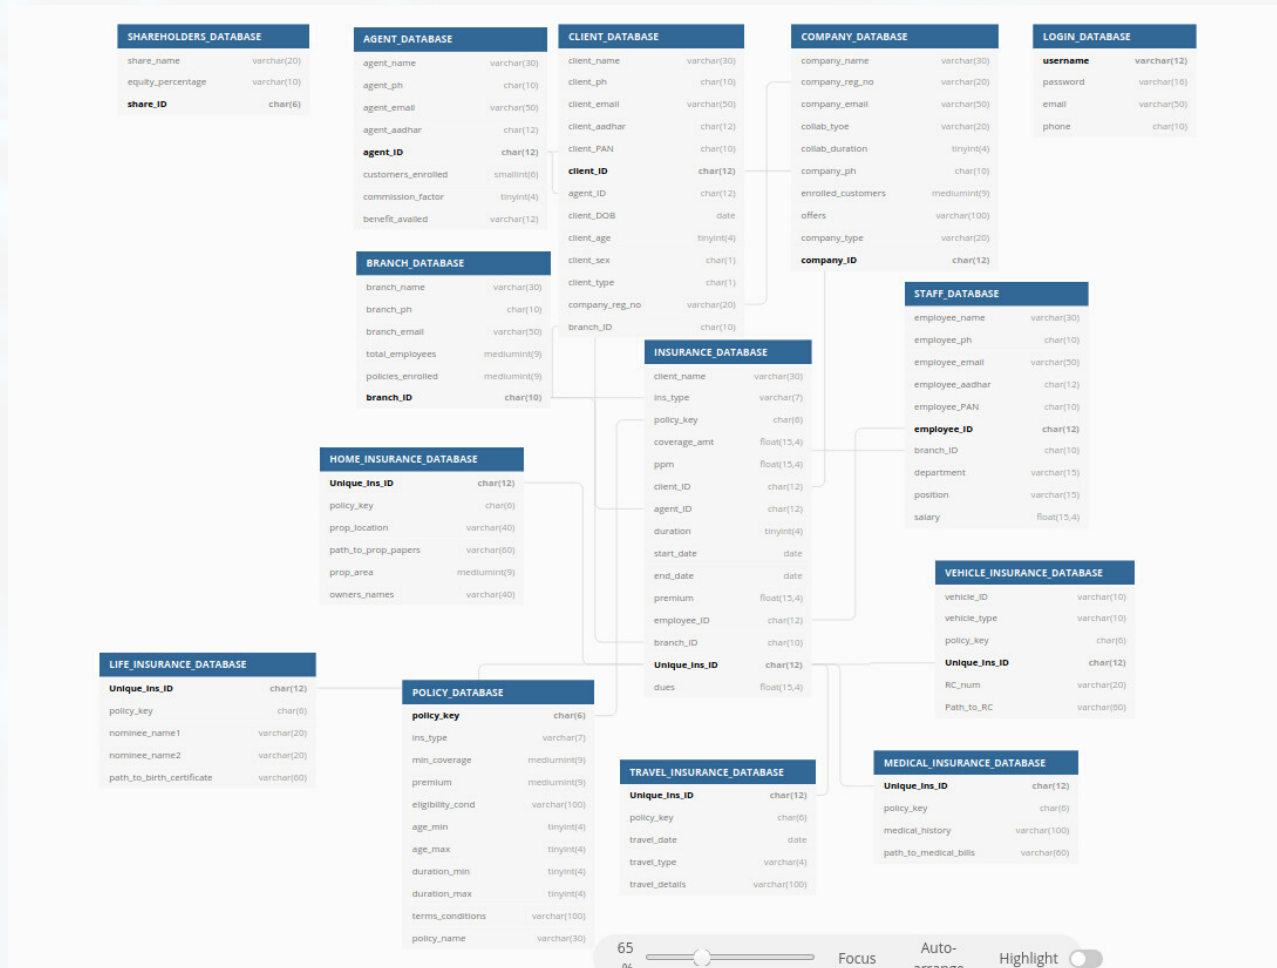 SHAREHOLDERS_DATABASE
share_name varchar(20)
equity_percentage varchar(10)
share_ID char(6)
AGENT_DATABASE
agent_name varchar(30)
agent_ph char(10)
agent_email varchar(50)
agent_aadhar char(12)
agent_ID char(12)
customers_enrolled smallint(6)
commission_factor tinyint(4)
benefit_availed varchar(12)
CLIENT_DATABASE
client_name varchar(30)
client_ph char(10)
client_email varchar(50)
client_aadhar char(12)
client_PAN char(10)
client_ID char(12)
agent_ID char(12)
client_DOB date
client_age tinyint(4)
client_sex char(1)
client_type char(1)
company_reg_no varchar(20)
branch_ID char(10)
COMPANY_DATABASE
company_name varchar(30)
company_reg_no varchar(20)
company_email varchar(50)
collab_tyoe varchar(20)
collab_duration tinyint(4)
company_ph char(10)
enrolled_customers mediumint(9)
offers varchar(100)
company_type varchar(20)
company_ID char(12)
LOGIN_DATABASE
username varchar(12)
password varchar(16)
email varchar(50)
phone char(10)
BRANCH_DATABASE
branch_name varchar(30)
branch_ph char(10)
branch_email varchar(50)
total_employees mediumint(9)
policies_enrolled mediumint(9)
branch_ID char(10)
STAFF_DATABASE
employee_name varchar(30)
employee_ph char(10)
employee_email varchar(50)
employee_aadhar char(12)
employee_PAN char(10)
employee_ID char(12)
branch_ID char(10)
department varchar(15)
position varchar(15)
salary float(15,4)
INSURANCE_DATABASE
client_name varchar(30)
ins_type varchar(7)
policy_key char(6)
coverage_amt float(15,4)
ppm float(15,4)
client_ID char(12)
agent_ID char(12)
duration tinyint(4)
start_date date
end_date date
premium float(15,4)
employee_ID char(12)
branch_ID char(10)
Unique_Ins_ID char(12)
dues float(15,4)
HOME_INSURANCE_DATABASE
Unique_Ins_ID char(12)
policy_key char(6)
prop_location varchar(40)
path_to_prop_papers varchar(60)
prop_area mediumint(9)
owners_names varchar(40)
VEHICLE_INSURANCE_DATABASE
vehicle_ID varchar(10)
vehicle_type varchar(10)
policy_key char(6)
Unique_Ins_ID char(12)
RC_num varchar(20)
Path_to_RC varchar(60)
LIFE_INSURANCE_DATABASE
Unique_Ins_ID char(12)
policy_key char(6)
nominee_name1 varchar(20)
nominee_name2 varchar(20)
path_to_birth_certificate varchar(60)
POLICY_DATABASE
policy_key char(6)
ins_type varchar(7)
min_coverage mediumint(9)
premium mediumint(9)
eligibility_cond varchar(100)
age_min tinyint(4)
age_max tinyint(4)
duration_min tinyint(4)
duration_max tinyint(4)
terms_conditions varchar(100)
policy_name varchar(30)
TRAVEL_INSURANCE_DATABASE
Unique_Ins_ID char(12)
policy_key char(6)
travel_date date
travel_type varchar(4)
travel_details varchar(100)
MEDICAL_INSURANCE_DATABASE
Unique_Ins_ID char(12)
policy_key char(6)
medical_history varchar(100)
path_to_medical_bills varchar(60)
65
%
Focus
Auto-
arrange
Highlight